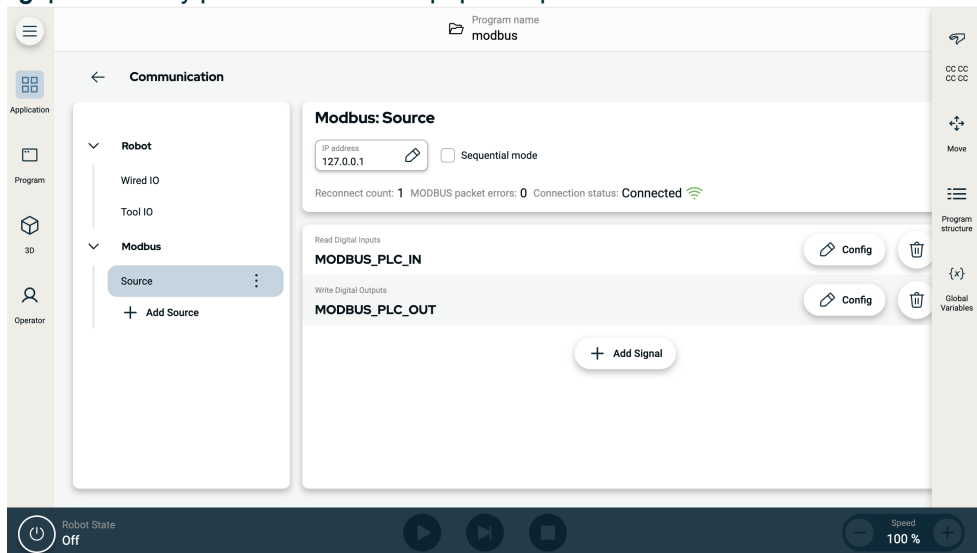 Program name
modbus
Communication
Application
Program
3D
Operator
Robot
Wired IO
Tool IO
Modbus
Source
Add Source
Modbus: Source
IP address
127.0.0.1
Sequential mode
Reconnect count: 1 MODBUS packet errors: 0 Connection status: Connected
Read Digital Inputs
MODBUS_PLC_IN
Config
Write Digital Outputs
MODBUS_PLC_OUT
Config
Add Signal
CC CC
CC CC
Move
Program
structure
{x}
Global
Variables
Robot State
Off
Speed
100 %